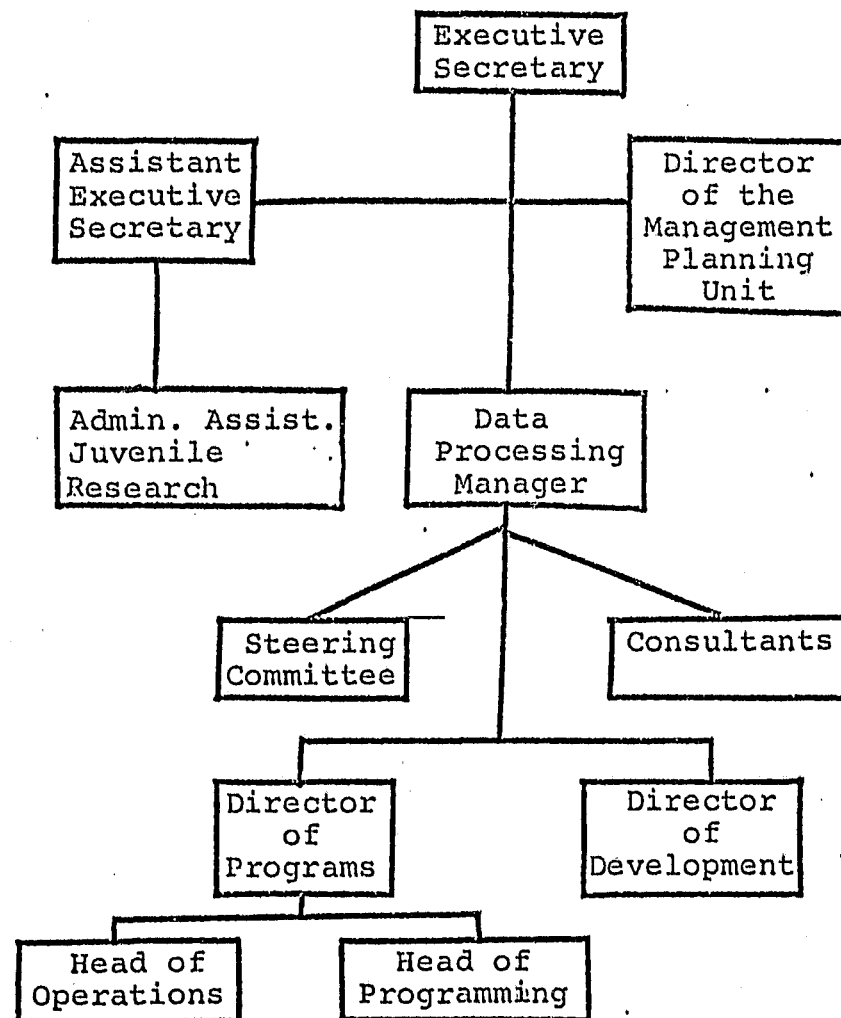 Executive
Secretary
Assistant
Executive
Secretary
Director
of the
Management
Planning
Unit
Admin. Assist.
Juvenile
Research
Data
Processing
Manager
Steering
Committee
Consultants
Director
of
Programs
Director
of
Development
Head of
Operations
Head of
Programming